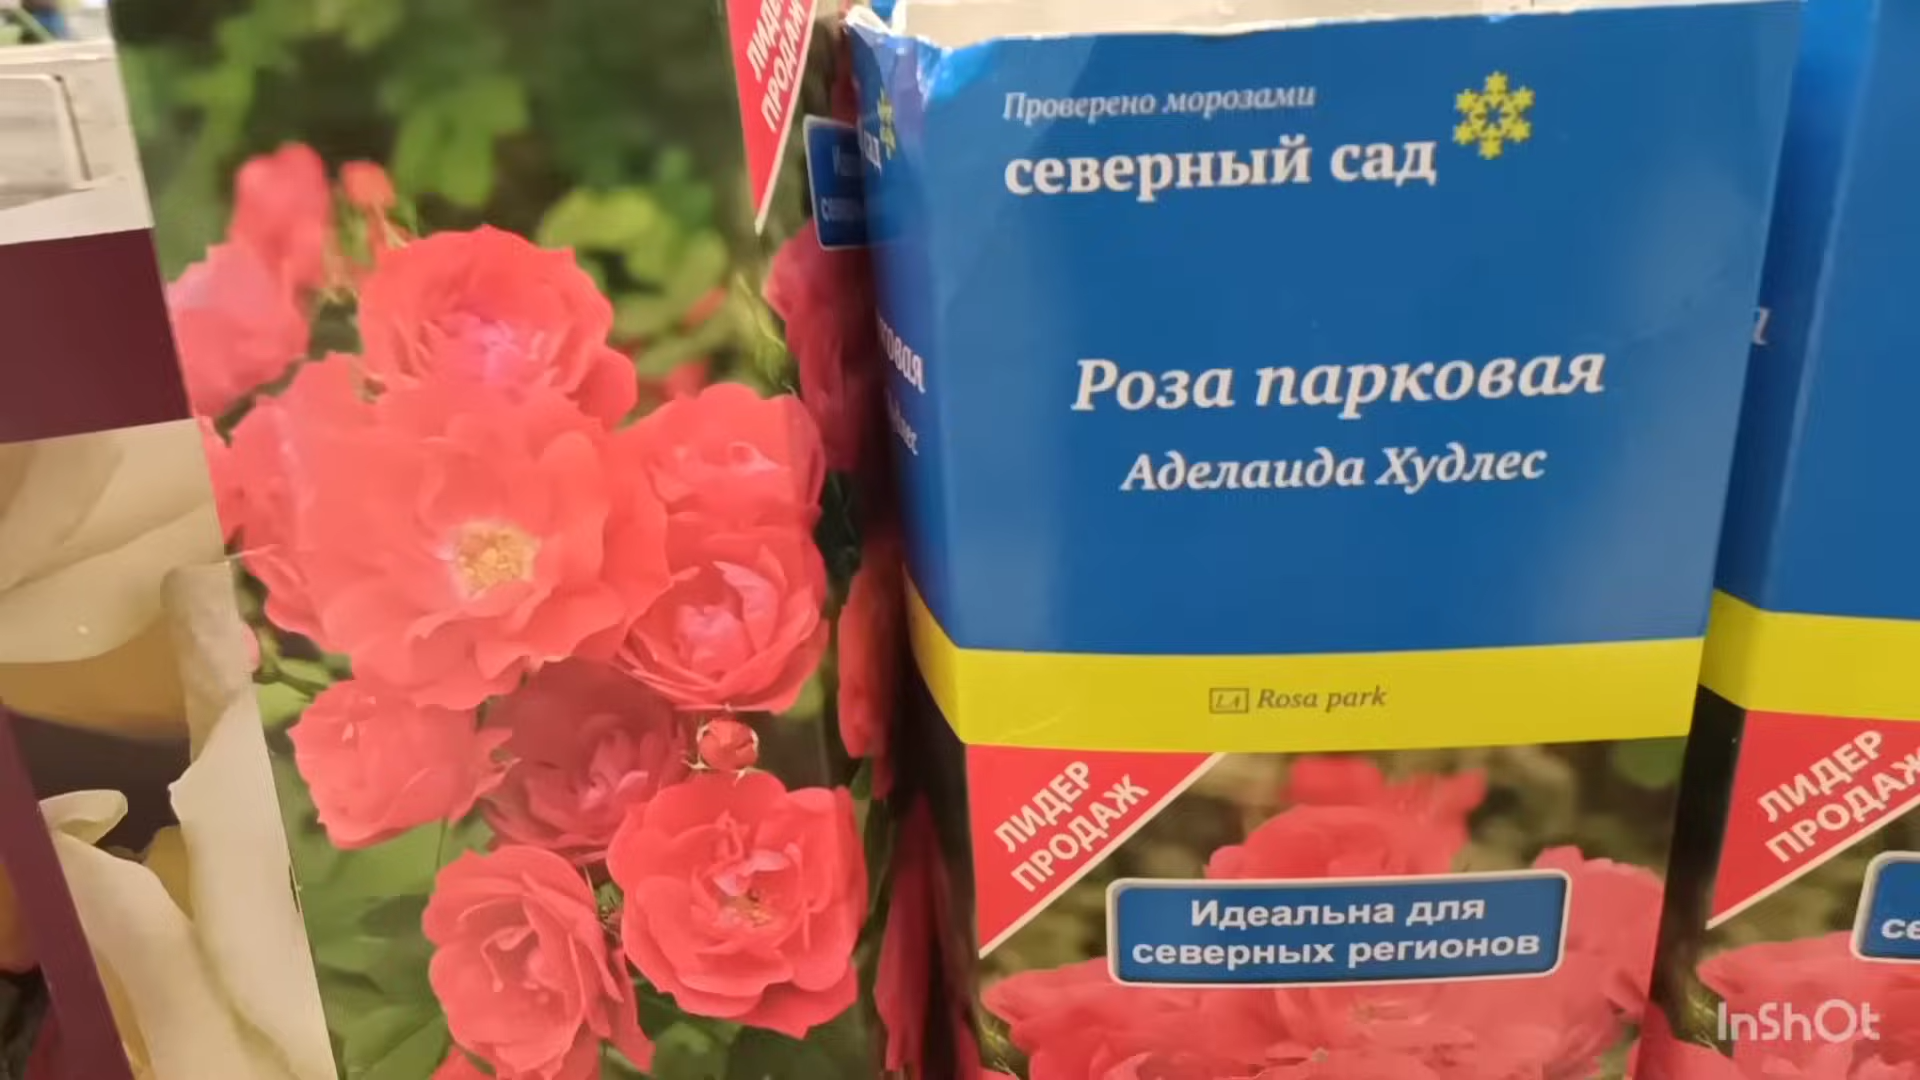 ЛИДЕР
ПРОДАЖ
Проверено морозами
северный сад
Роза парковая
Аделаида Худлес
LA Rosa park
ЛИДЕР
ПРОДАЖ
Идеальна для
северных регионов
ЛИДЕР
ПРОДАЖ
InShOt